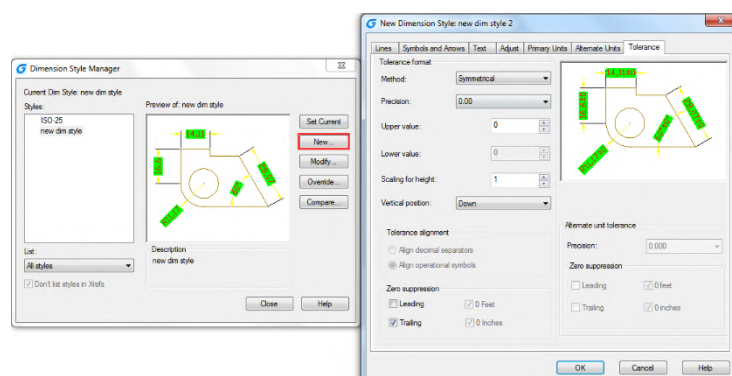 Dimension Style Manager
Current Dim Style: new dim style
Styles:
ISO-25
new dim style
Preview of: new dim style
14,11
Set Current
New...
Modify...
Override...
Compare...
List:
All styles
Don't list styles in Xrefs
Description
new dim style
Close
Help
New Dimension Style: new dim style 2
Lines
Symbols and Arrows
Text
Adjust
Primary Units
Alternate Units
Tolerance
Tolerance format
Method:
Symmetrical
Precision:
0.00
Upper value:
0
Lower value:
0
Scaling for height:
1
Vertical position:
Down
Tolerance alignment
Align decimal separators
Align operational symbols
Zero suppression
Leading
0 Feet
Trailing
0 Inches
Alternate unit tolerance
Precision:
0.000
Zero suppression
Leading
0 feet
Trailing
0 inches
OK
Cancel
Help